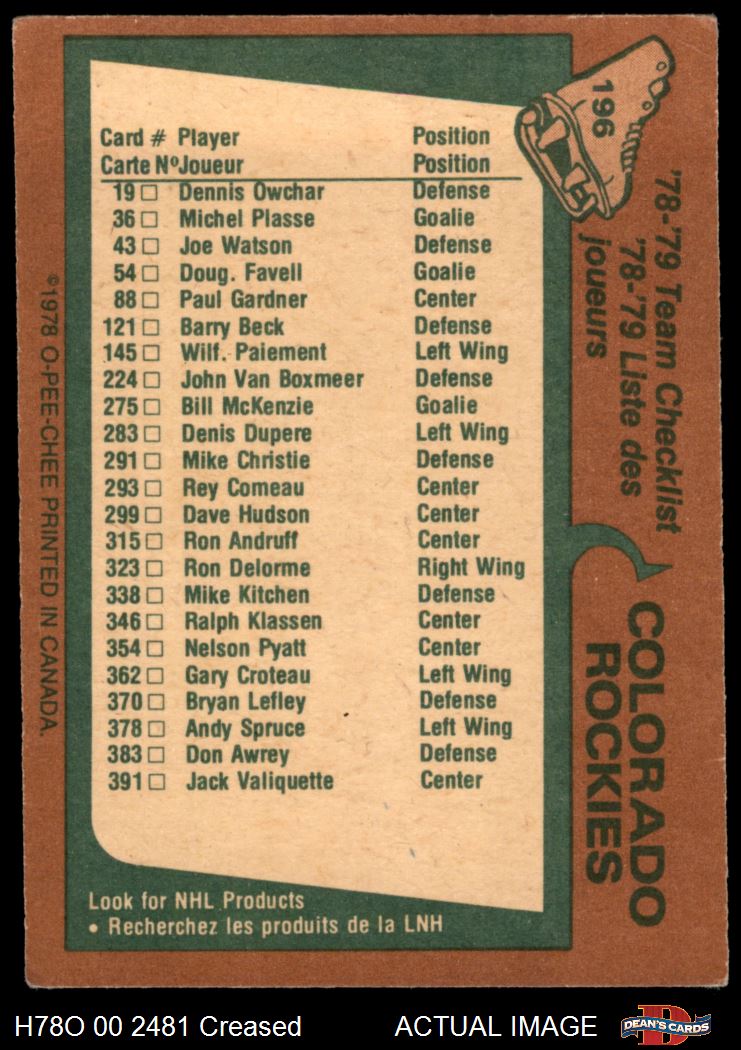 196
'78-'79 Team Checklist
'78-'79 Liste des
joueurs
COLORADO
ROCKIES
Card # Player Position
Carte Nº Joueur Position
19 □ Dennis Owchar Defense
36 □ Michel Plasse Goalie
43 □ Joe Watson Defense
54 □ Doug. Favell Goalie
88 □ Paul Gardner Center
121 □ Barry Beck Defense
145 □ Wilf. Paiement Left Wing
224 □ John Van Boxmeer Defense
275 □ Bill McKenzie Goalie
283 □ Denis Dupere Left Wing
291 □ Mike Christie Defense
293 □ Rey Comeau Center
299 □ Dave Hudson Center
315 □ Ron Andruff Center
323 □ Ron Delorme Right Wing
338 □ Mike Kitchen Defense
346 □ Ralph Klassen Center
354 □ Nelson Pyatt Center
362 □ Gary Croteau Left Wing
370 □ Bryan Lefley Defense
378 □ Andy Spruce Left Wing
383 □ Don Awrey Defense
391 □ Jack Valiquette Center
Look for NHL Products
• Recherchez les produits de la LNH
©1978 O-PEE-CHEE PRINTED IN CANADA.
H78O 00 2481 Creased ACTUAL IMAGE
D
DEAN'S CARDS